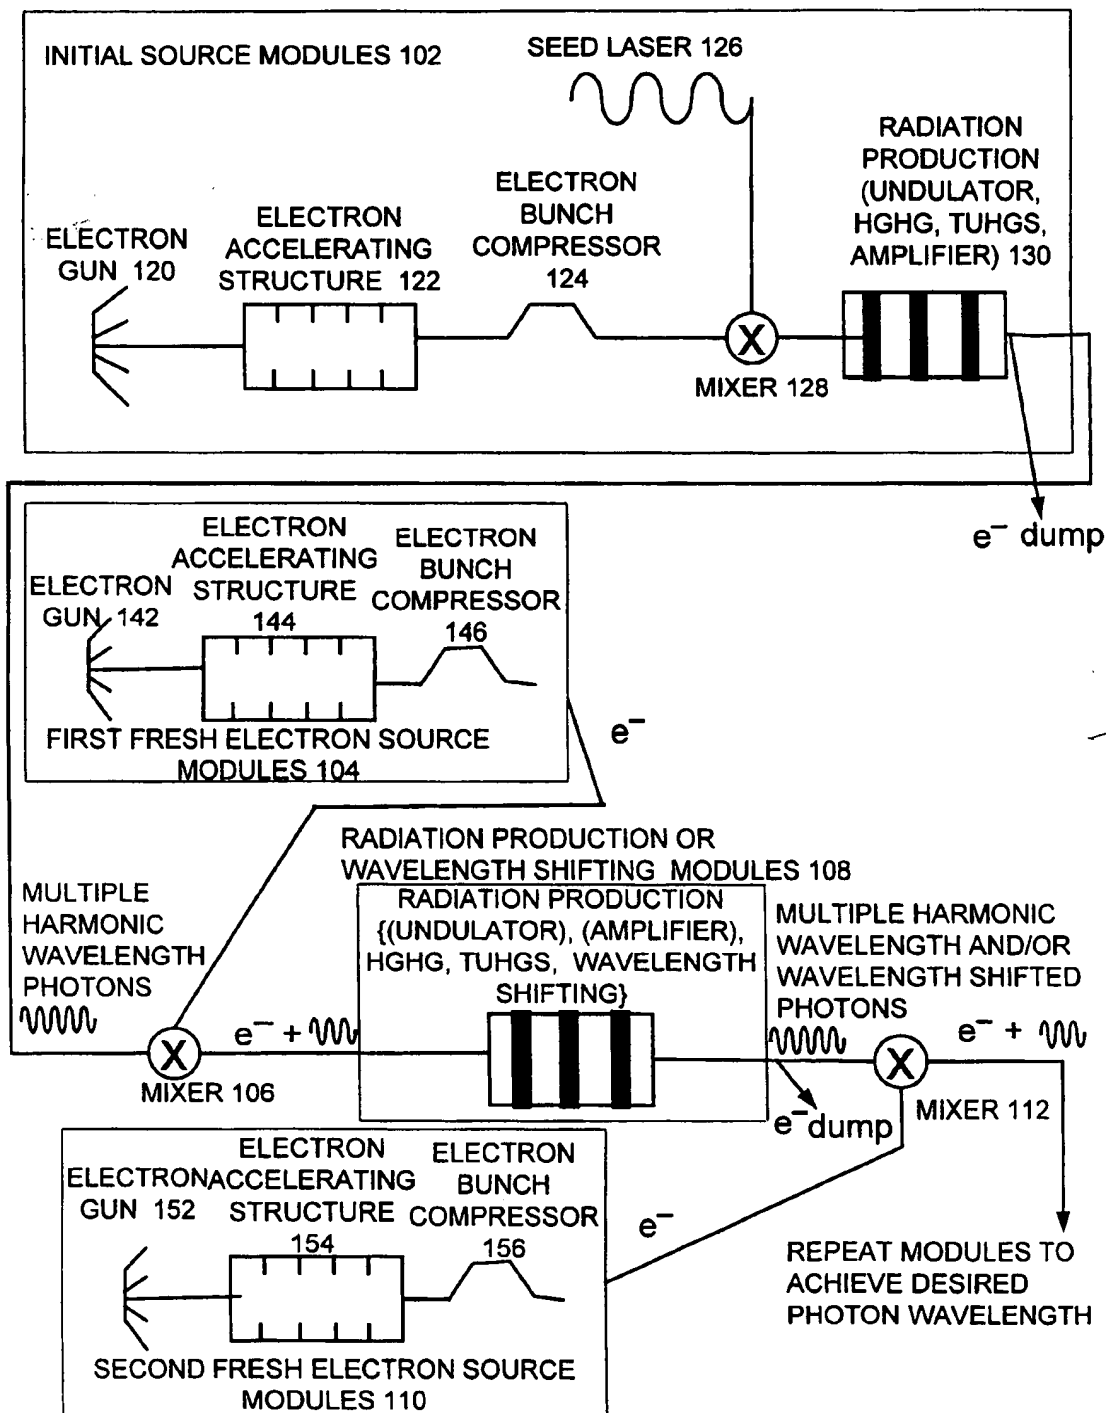 INITIAL SOURCE MODULES 102
SEED LASER 126
RADIATION
PRODUCTION
(UNDULATOR,
HGHG, TUHGS,
AMPLIFIER) 130
ELECTRON
BUNCH
COMPRESSOR
124
ELECTRON
ACCELERATING
STRUCTURE 122
ELECTRON
GUN 120
X
MIXER 128
e⁻ dump
ELECTRON
ACCELERATING
STRUCTURE
144
ELECTRON
BUNCH
COMPRESSOR
146
ELECTRON
GUN 142
FIRST FRESH ELECTRON SOURCE
MODULES 104
e⁻
RADIATION PRODUCTION OR
WAVELENGTH SHIFTING MODULES 108
RADIATION PRODUCTION
{(UNDULATOR), (AMPLIFIER),
HGHG, TUHGS, WAVELENGTH
SHIFTING}
MULTIPLE
HARMONIC
WAVELENGTH
PHOTONS
MULTIPLE HARMONIC
WAVELENGTH AND/OR
WAVELENGTH SHIFTED
PHOTONS
X
e⁻ +
MIXER 106
X
e⁻ +
MIXER 112
e⁻ dump
ELECTRON
ACCELERATING
STRUCTURE
154
ELECTRON
BUNCH
COMPRESSOR
156
ELECTRON
GUN 152
SECOND FRESH ELECTRON SOURCE
MODULES 110
e⁻
REPEAT MODULES TO
ACHIEVE DESIRED
PHOTON WAVELENGTH